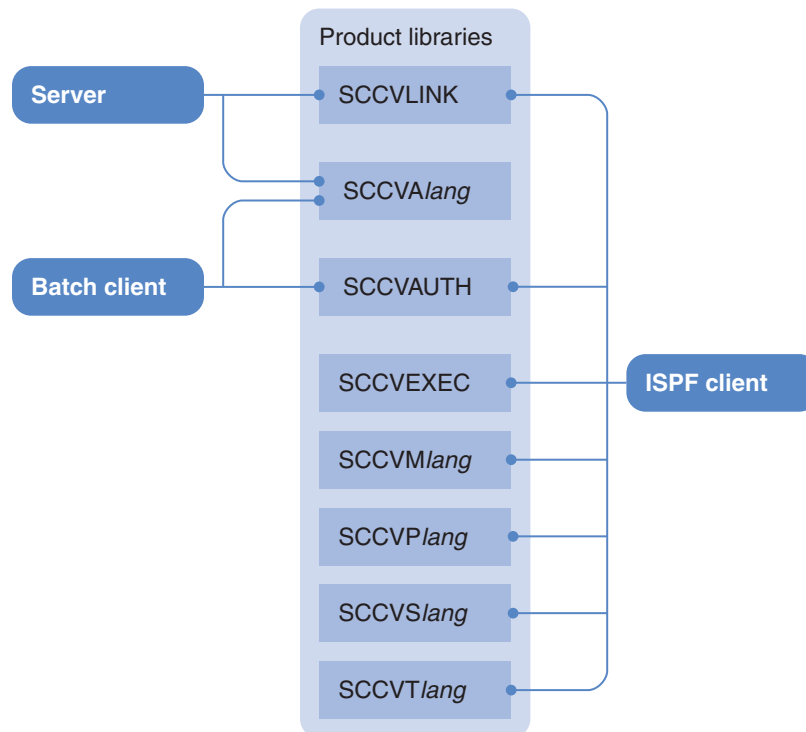 Product libraries
Server
SCCVLINK
SCCVAlang
Batch client
SCCVAUTH
SCCVEXEC
ISPF client
SCCVMlang
SCCVPlang
SCCVSlang
SCCVTlang